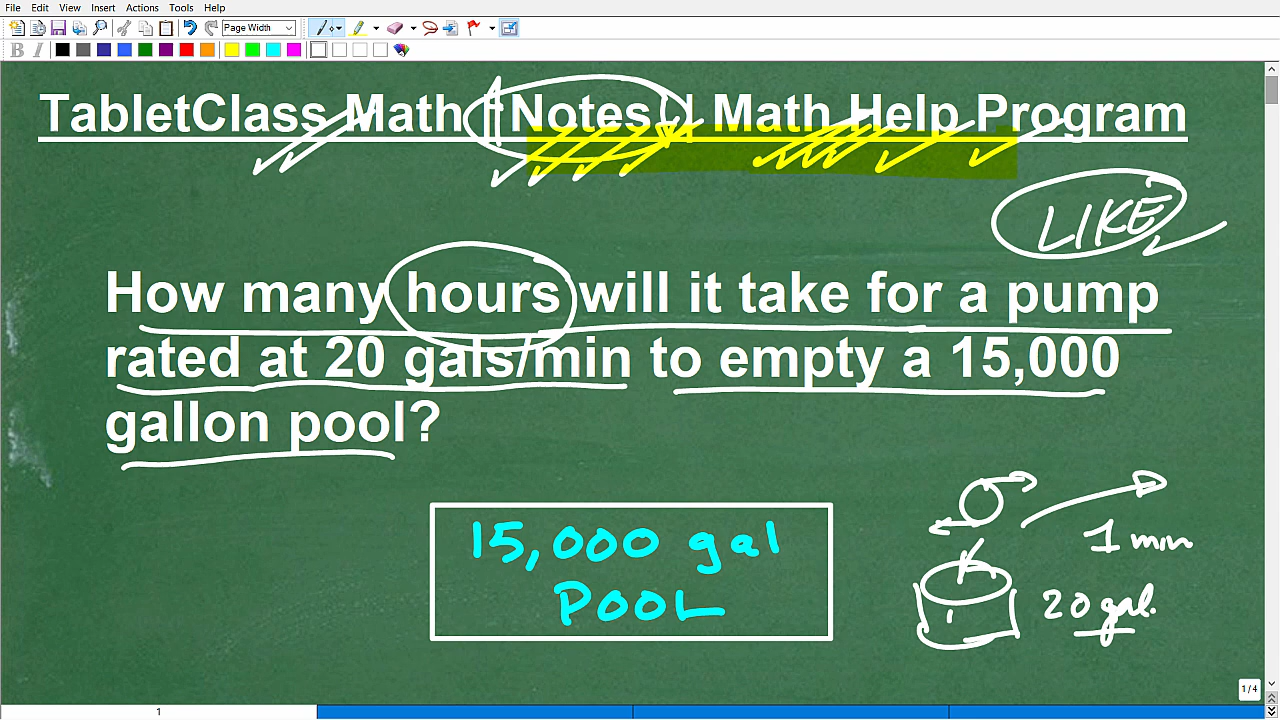 File Edit View Insert Actions Tools Help
Page Width
B I
TabletClass Math | Notes | Math Help Program
LIKE
How many hours will it take for a pump
rated at 20 gals/min to empty a 15,000
gallon pool?
15,000 gal
POOL
1 min
20 gal.
1/4
1